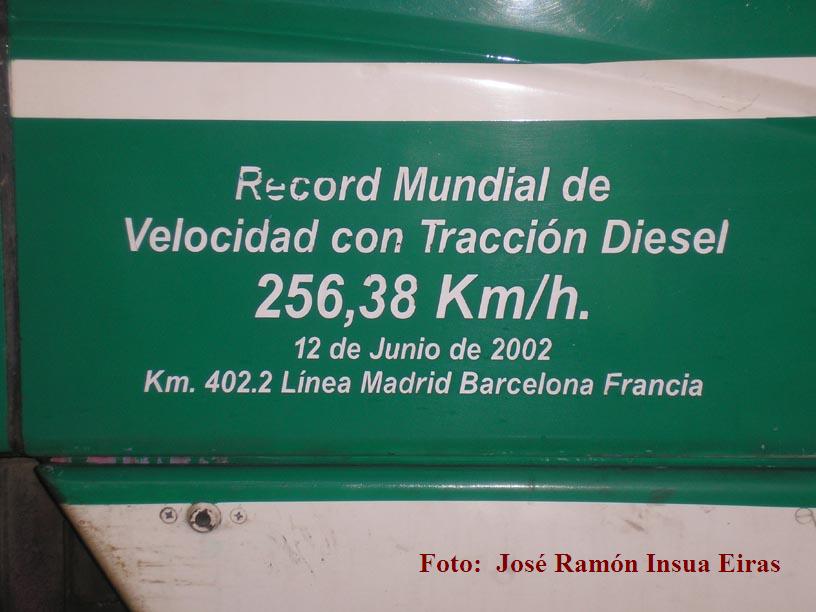 Record Mundial de
Velocidad con Tracción Diesel
256,38 Km/h.
12 de Junio de 2002
Km. 402.2 Línea Madrid Barcelona Francia
Foto: José Ramón Insua Eiras